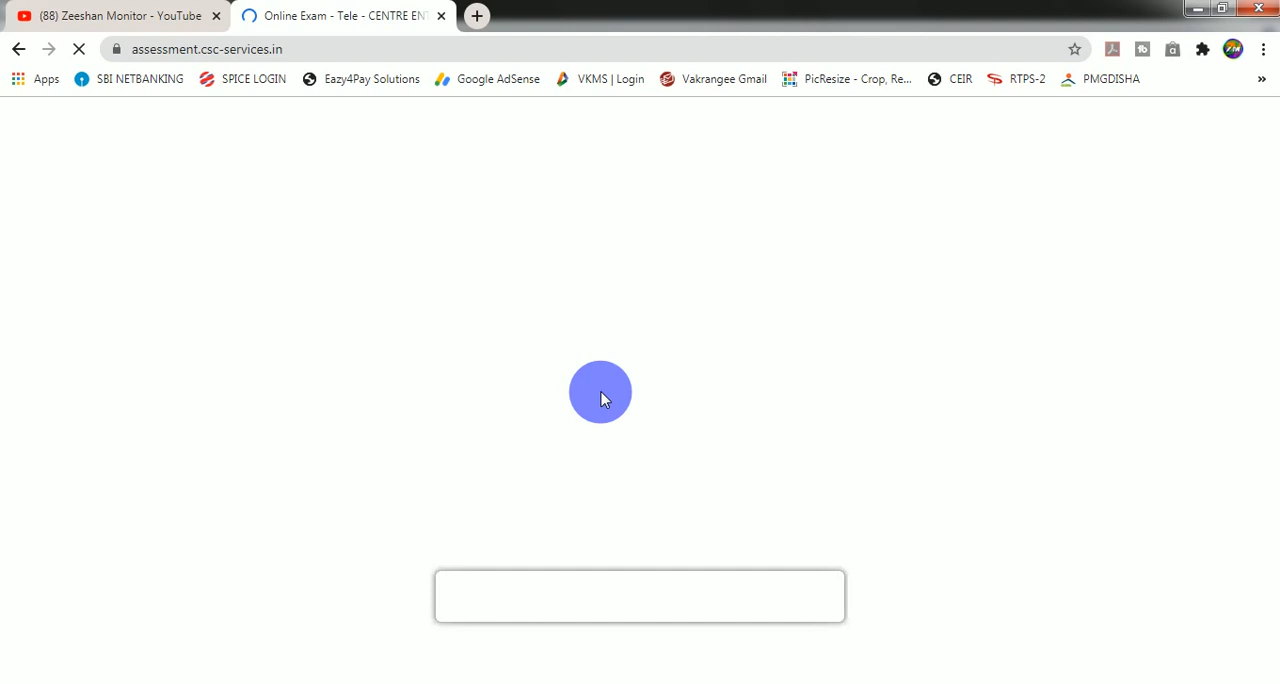 (88) Zeeshan Monitor - YouTube
Online Exam - Tele - CENTRE EN
assessment.csc-services.in
Apps
SBI NETBANKING
SPICE LOGIN
Eazy4Pay Solutions
Google AdSense
VKMS | Login
Vakrangee Gmail
PicResize - Crop, Re...
CEIR
RTPS-2
PMGDISHA
»